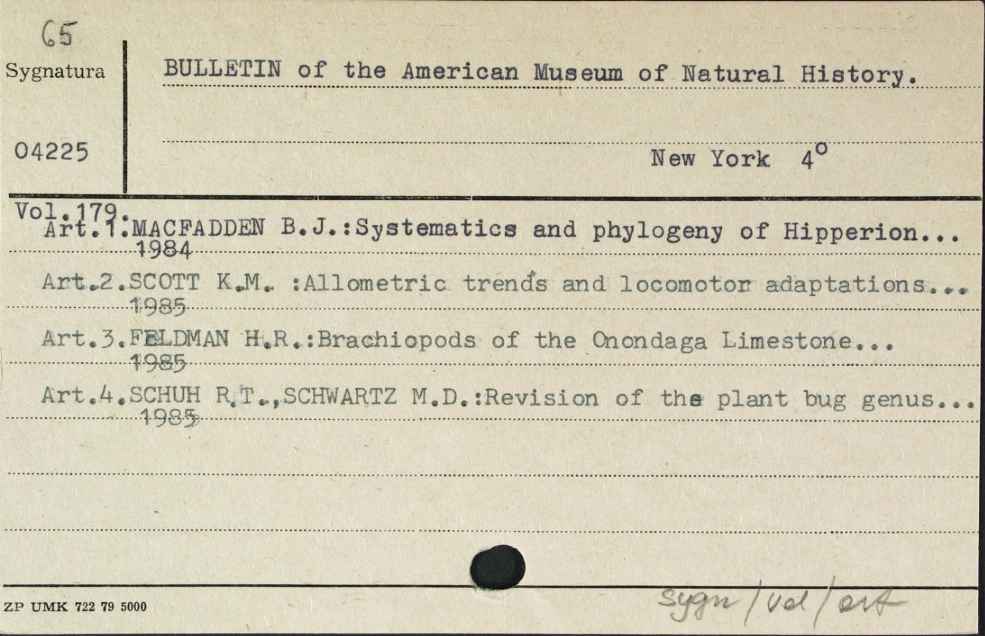 65
Sygnatura
BULLETIN of the American Museum of Natural History.
04225
New York 4°
Vol.179.
Art.1.MACFADDEN B.J.:Systematics and phylogeny of Hipperion...
1984
Art.2.SCOTT K.M. :Allometric trends and locomotor adaptations...
1985
Art.3.FELDMAN H.R.:Brachiopods of the Onondaga Limestone...
1985
Art.4.SCHUH R.T.,SCHWARTZ M.D.:Revision of the plant bug genus...
1985
ZP UMK 722 79 5000
sygn/vol/art